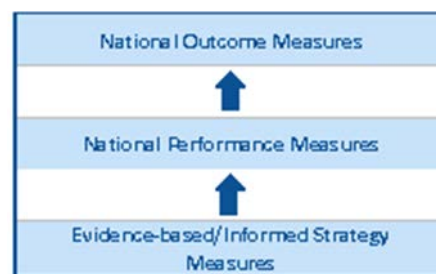 National Outcome Measures
National Performance Measures
Evidence-based/Informed Strategy
Measures